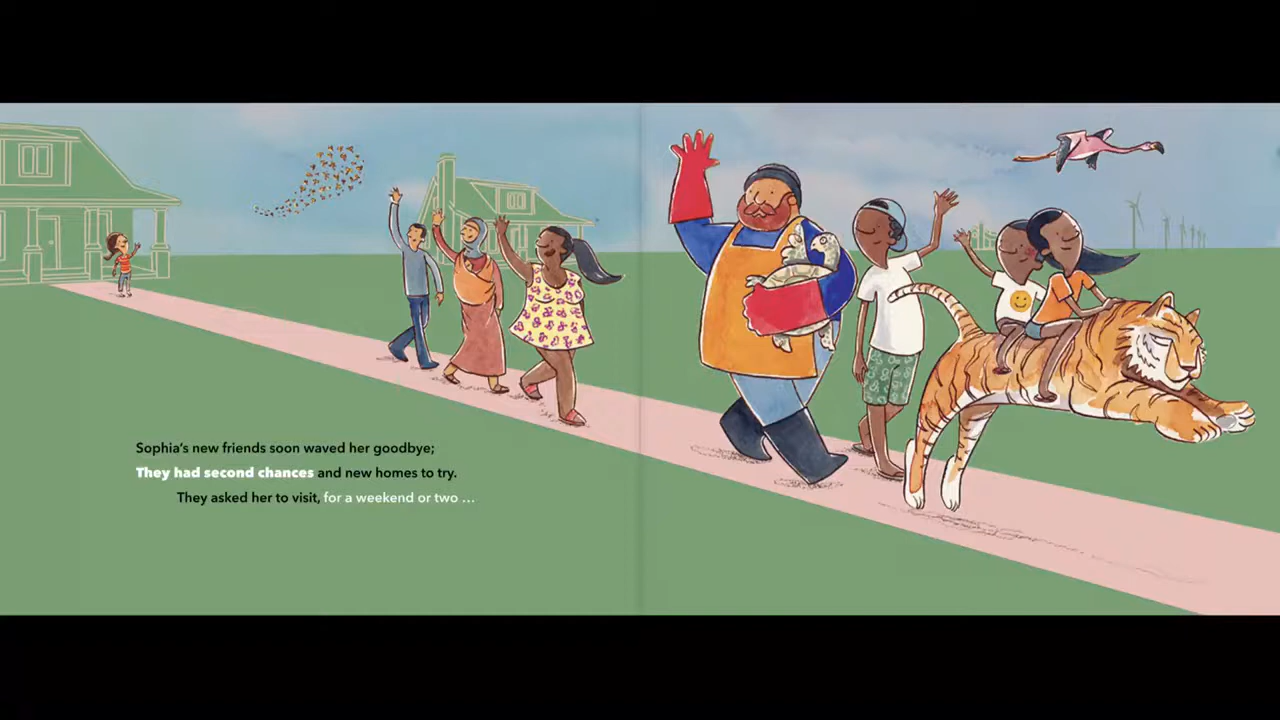 Sophia's new friends soon waved her goodbye;
They had second chances and new homes to try.
They asked her to visit, for a weekend or two ...